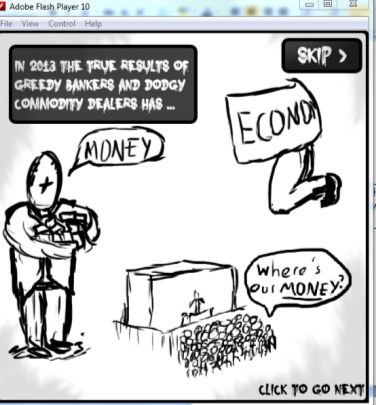 Adobe Flash Player 10
File View Control Help
IN 2013 THE TRUE RESULTS OF
GREEDY BANKERS AND DODGY
COMMODITY DEALERS HAS ...
SKIP >
MONEY
ECONO
Where's
our MONEY?
CLICK TO GO NEXT